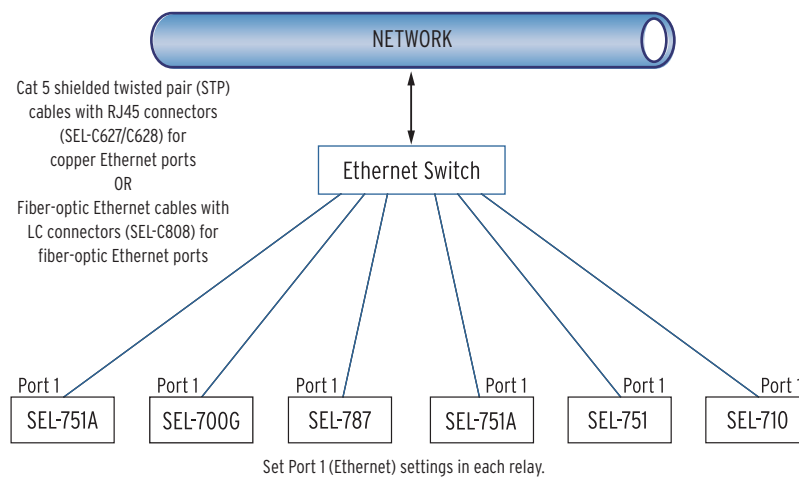 NETWORK
Cat 5 shielded twisted pair (STP)
cables with RJ45 connectors
(SEL-C627/C628) for
copper Ethernet ports
OR
Fiber-optic Ethernet cables with
LC connectors (SEL-C808) for
fiber-optic Ethernet ports
Ethernet Switch
Port 1 Port 1 Port 1 Port 1 Port 1 Port 1
SEL-751A SEL-700G SEL-787 SEL-751A SEL-751 SEL-710
Set Port 1 (Ethernet) settings in each relay.